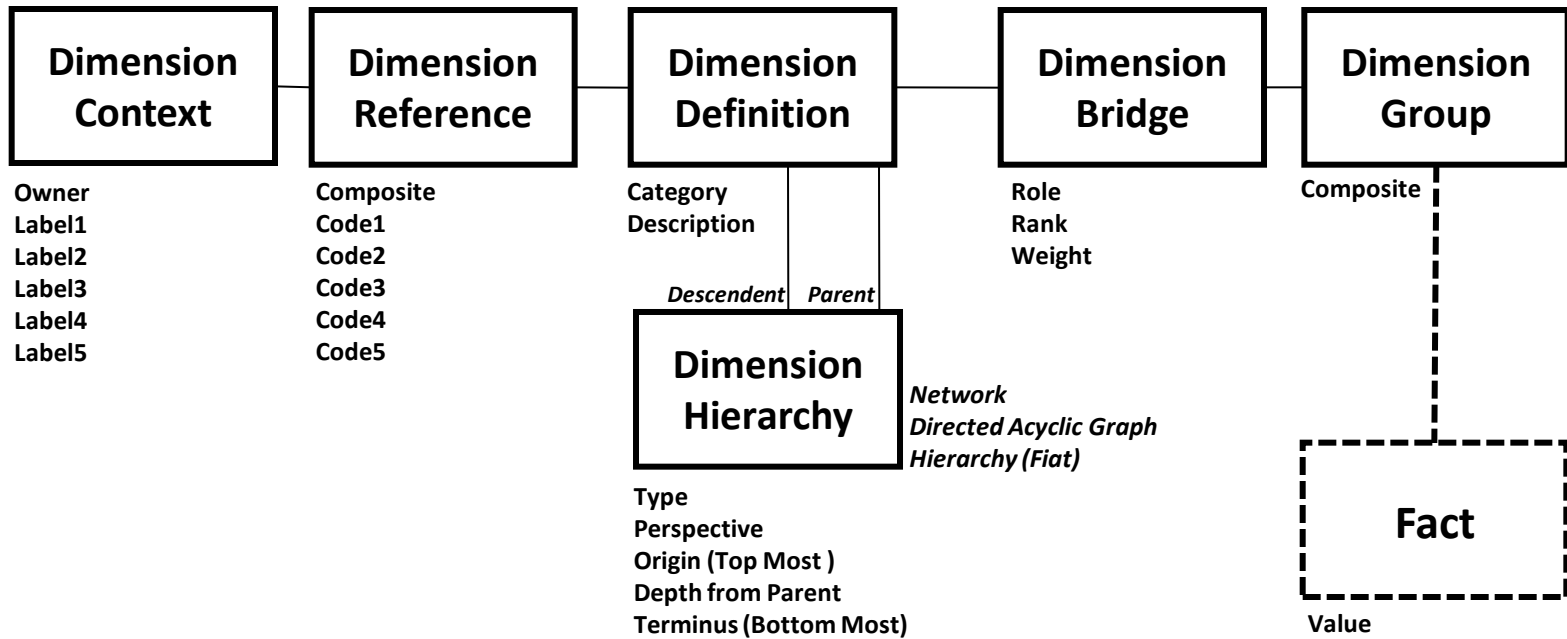 Dimension
Context
Dimension
Reference
Dimension
Definition
Dimension
Bridge
Dimension
Group
Owner
Label1
Label2
Label3
Label4
Label5
Composite
Code1
Code2
Code3
Code4
Code5
Category
Description
Role
Rank
Weight
Composite
Descendent
Parent
Dimension
Hierarchy
Network
Directed Acyclic Graph
Hierarchy (Fiat)
Type
Perspective
Origin (Top Most )
Depth from Parent
Terminus (Bottom Most)
Fact
Value